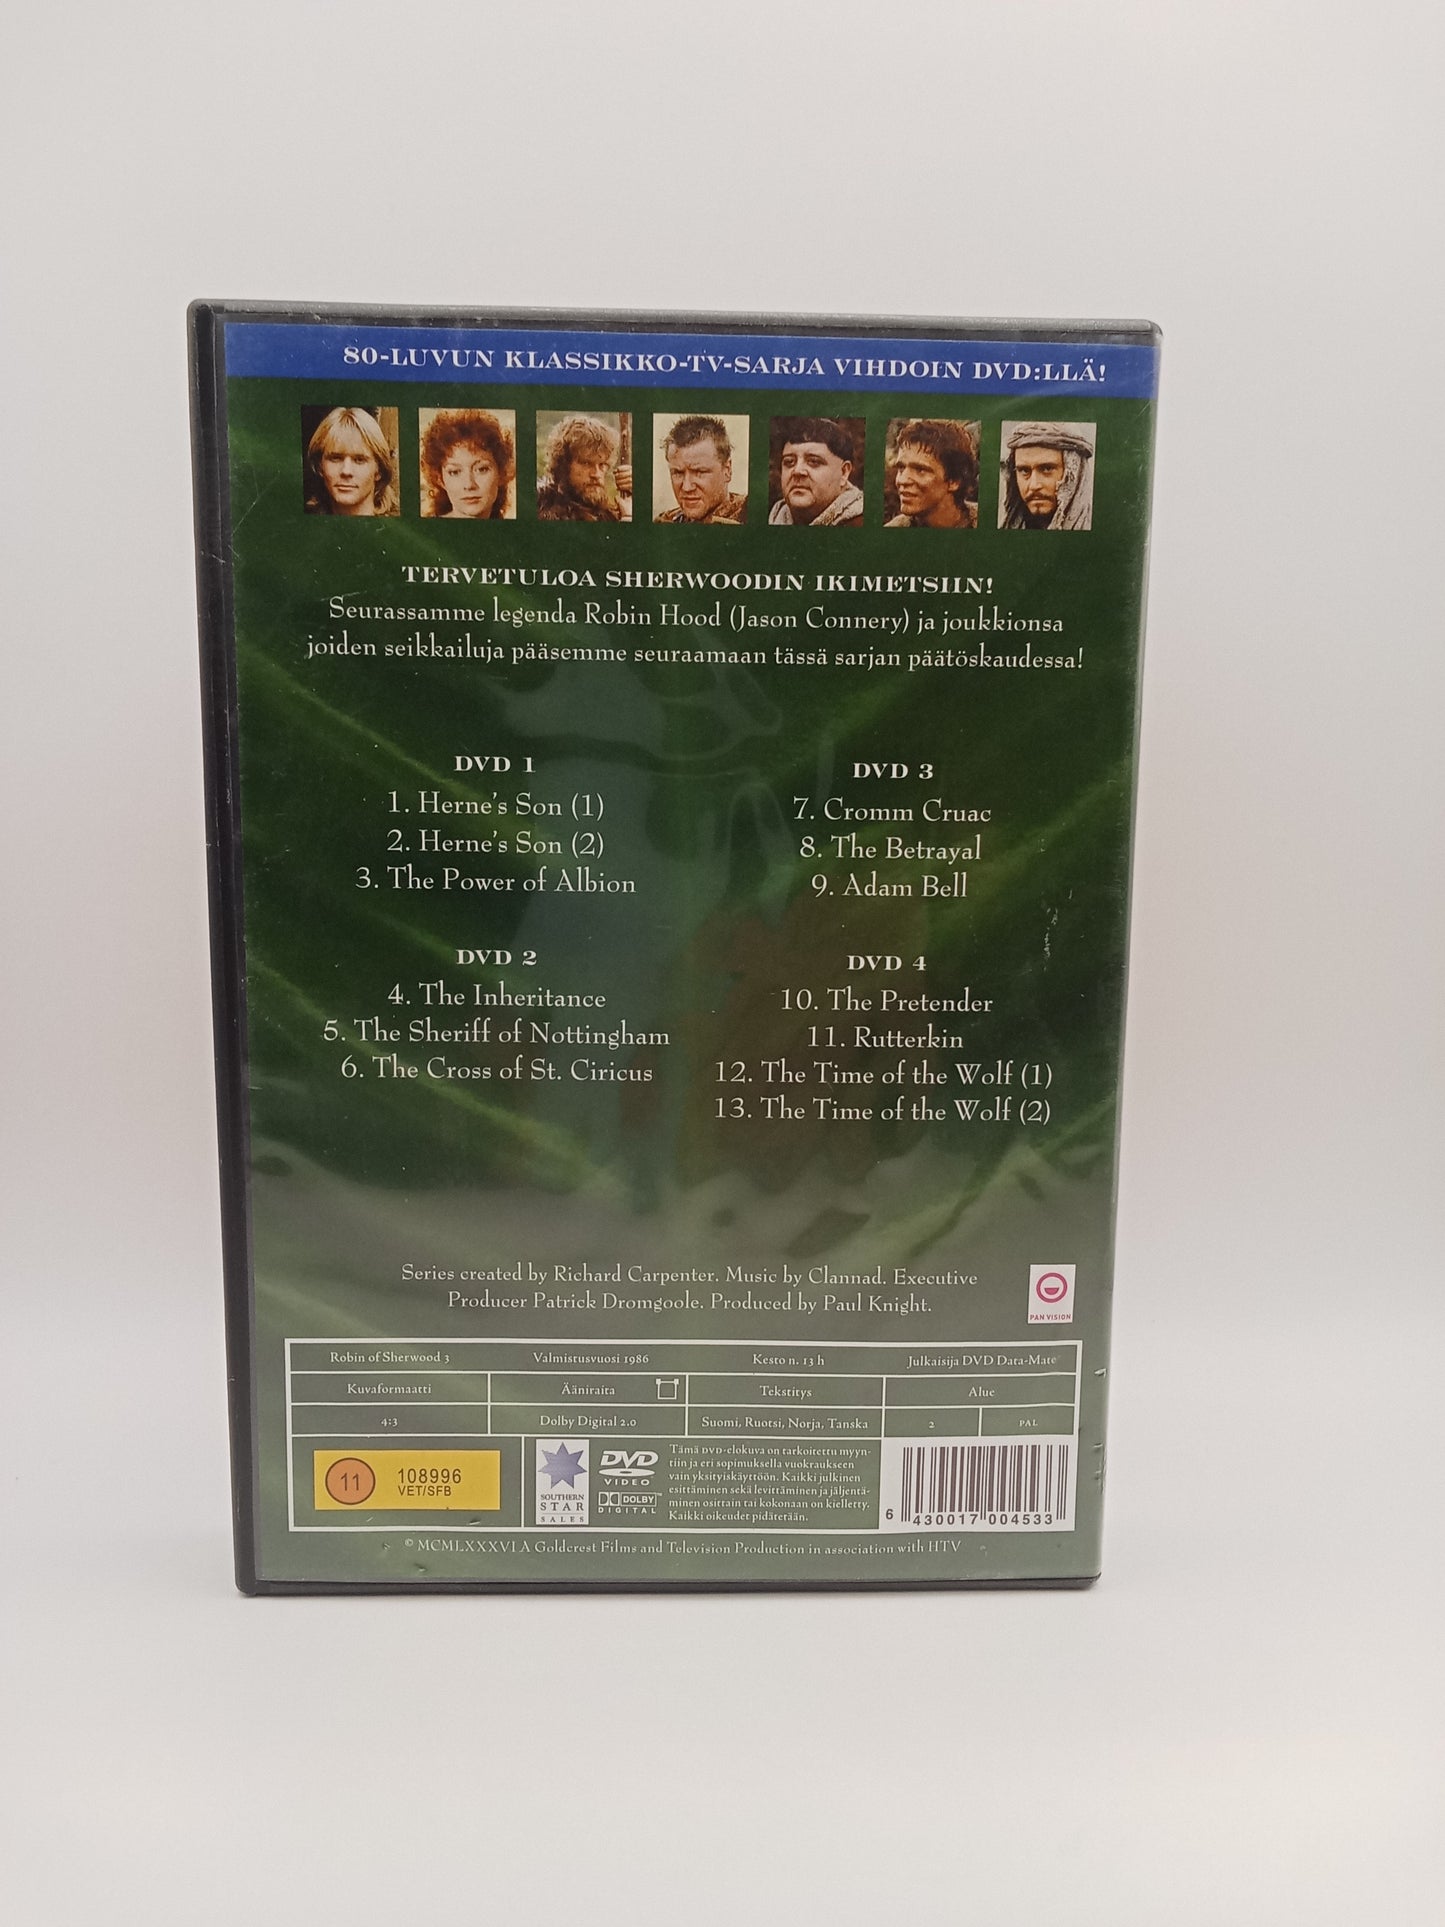 80-LUVUN KLASSIKKO-TV-SARJA VIHDOIN DVD:LLÄ!
TERVETULOA SHERWOODIN IKIMETSIIN!
Seurassamme legenda Robin Hood (Jason Connery) ja joukkionsa
joiden seikkailuja pääsemme seuraamaan tässä sarjan päätöskaudessa!
DVD 1
1. Herne's Son (1)
2. Herne's Son (2)
3. The Power of Albion
DVD 2
4. The Inheritance
5. The Sheriff of Nottingham
6. The Cross of St. Ciricus
DVD 3
7. Cromm Cruac
8. The Betrayal
9. Adam Bell
DVD 4
10. The Pretender
11. Rutterkin
12. The Time of the Wolf (1)
13. The Time of the Wolf (2)
Series created by Richard Carpenter. Music by Clannad. Executive
Producer Patrick Dromgoole. Produced by Paul Knight.
PAN VISION
Robin of Sherwood 3 Valmistusvuosi 1986 Kesto n. 13 h Julkaisija DVD Data-Mate
Kuvaformaatti Ääniraita Tekstitys Alue
4:3 Dolby Digital 2.0 Suomi, Ruotsi, Norja, Tanska 2 PAL
11 108996
VET/SFB
SOUTHERN
STAR
SALES
DVD
VIDEO
DOLBY
DIGITAL
Tämä DVD-elokuva on tarkoitettu myyn-
tiin ja eri sopimuksella vuokraukseen
vain yksityiskäyttöön. Kaikki julkinen
esittäminen sekä levittäminen ja jäljentä-
minen osittain tai kokonaan on kielletty.
Kaikki oikeudet pidätetään.
6 430017 004533
© MCMLXXXVI A Goldcrest Films and Television Production in association with HTV